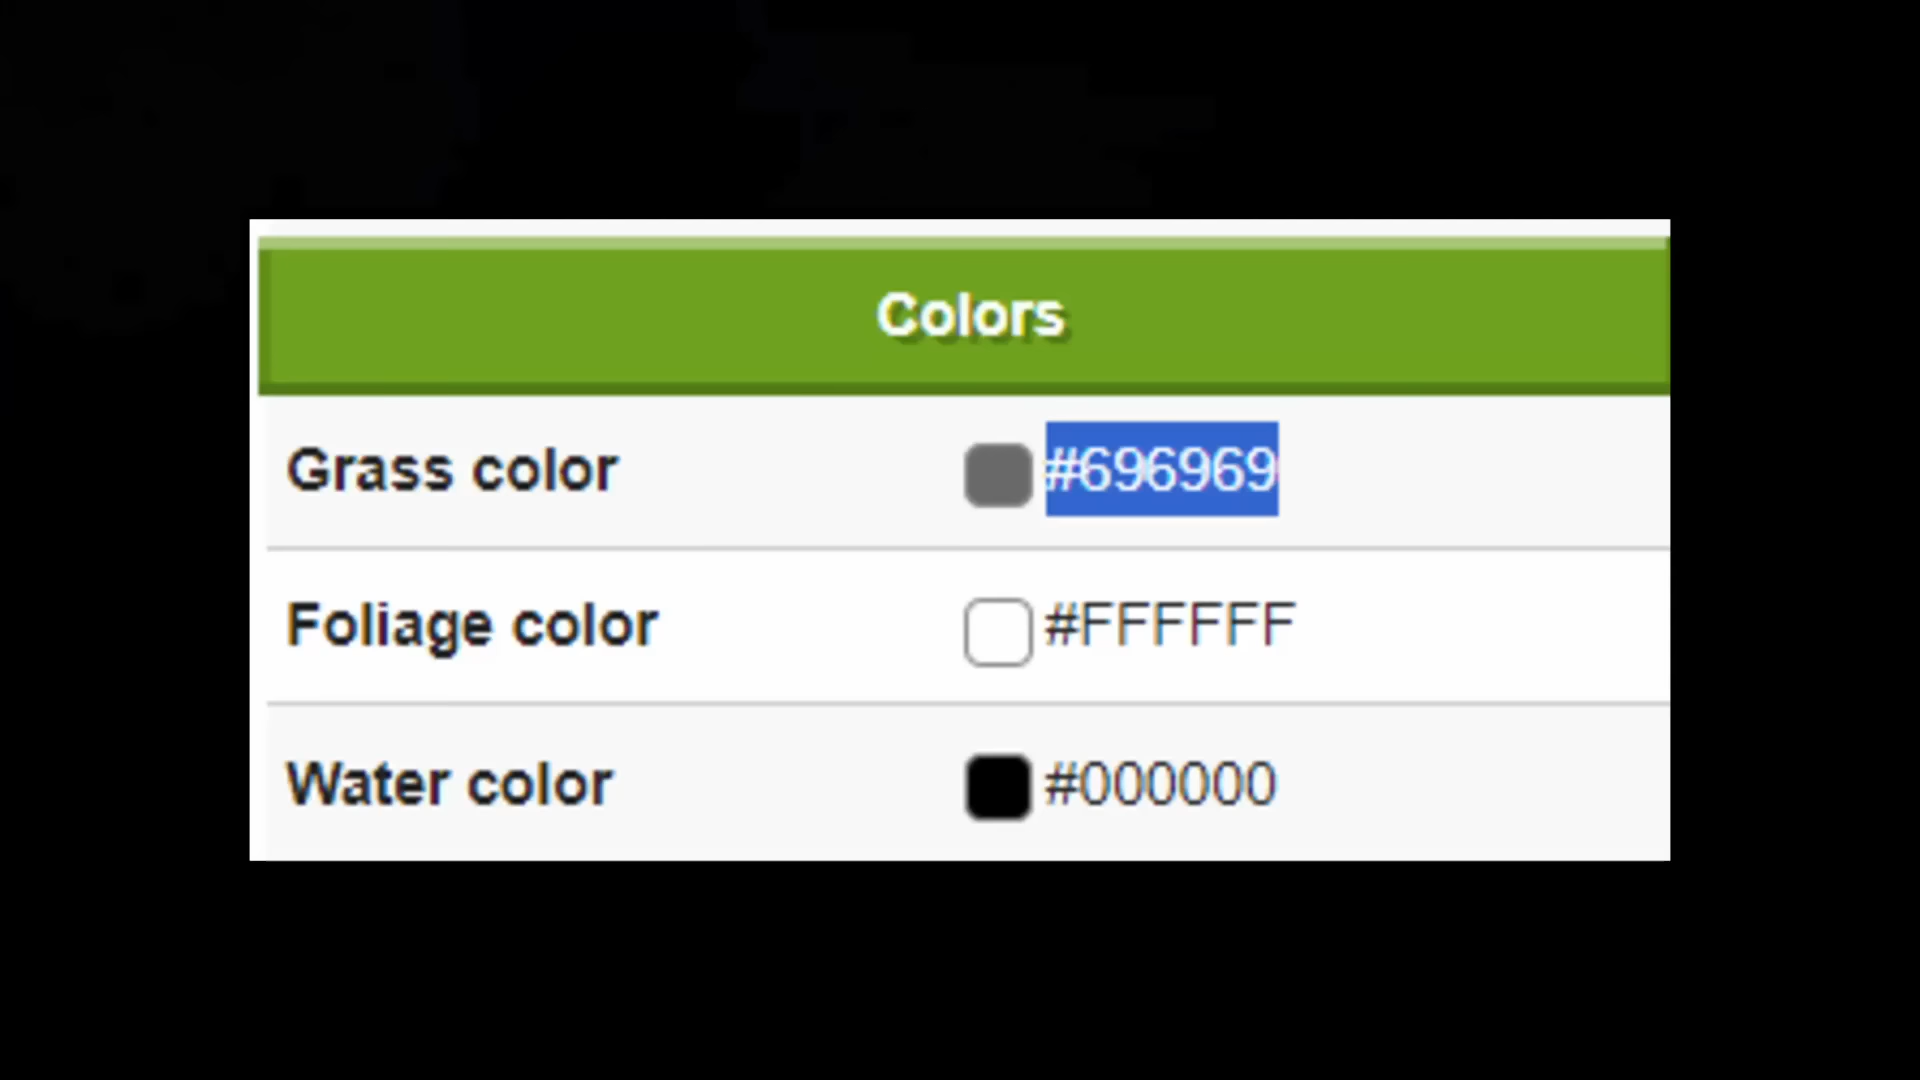 Colors
Grass color #696969
Foliage color #FFFFFF
Water color #000000